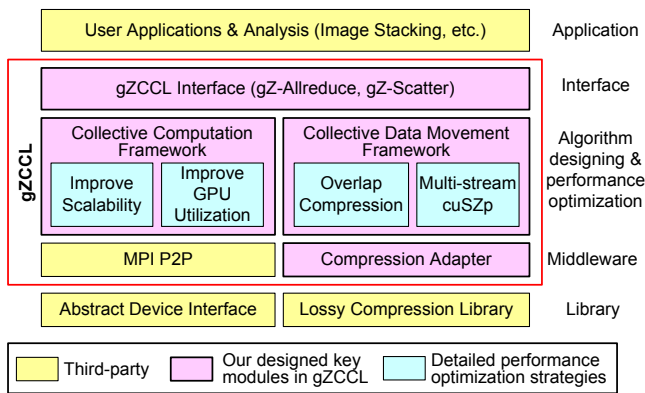 User Applications & Analysis (Image Stacking, etc.)
Application
gZCCL
gZCCL Interface (gZ-Allreduce, gZ-Scatter)
Interface
Collective Computation
Framework
Improve
Scalability
Improve
GPU
Utilization
Collective Data Movement
Framework
Overlap
Compression
Multi-stream
cuSZp
Algorithm
designing &
performance
optimization
MPI P2P
Compression Adapter
Middleware
Abstract Device Interface
Lossy Compression Library
Library
Third-party
Our designed key
modules in gZCCL
Detailed performance
optimization strategies